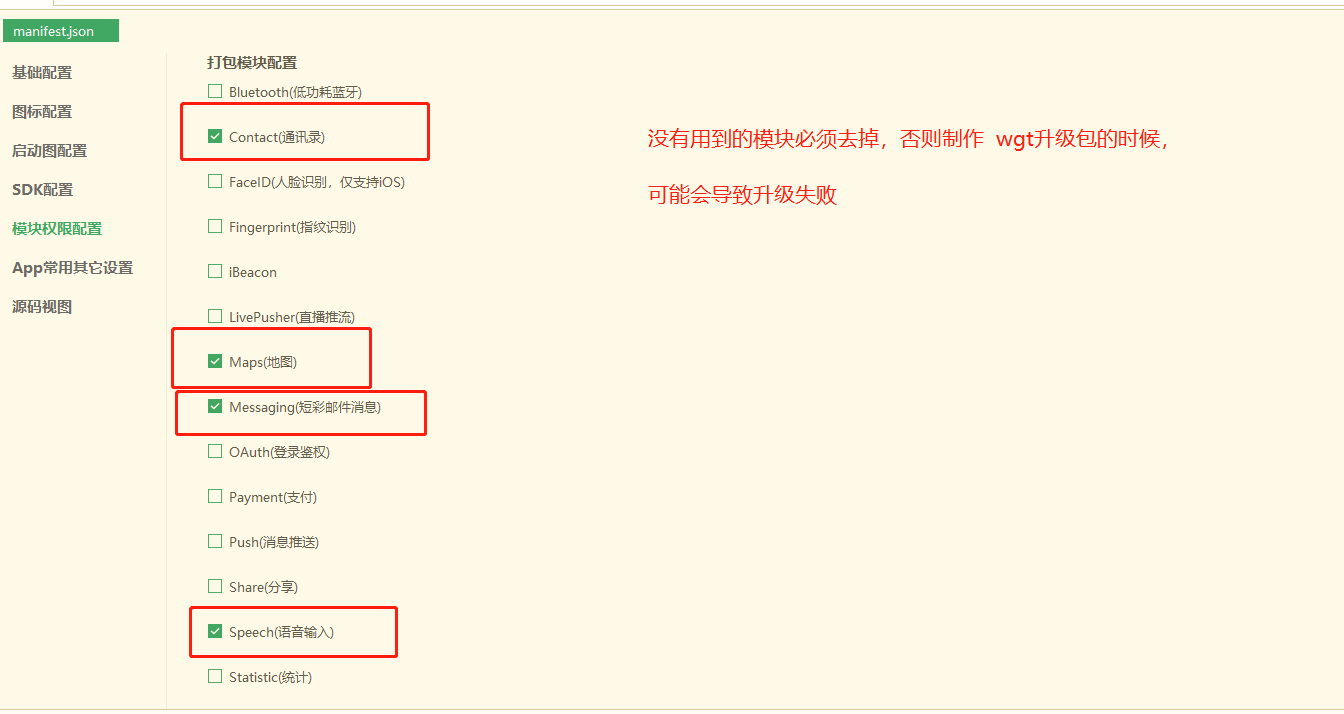 manifest.json
基础配置
图标配置
启动图配置
SDK配置
模块权限配置
App常用其它设置
源码视图
打包模块配置
Bluetooth(低功耗蓝牙)
Contact(通讯录)
FaceID(人脸识别，仅支持iOS)
Fingerprint(指纹识别)
iBeacon
LivePusher(直播推流)
Maps(地图)
Messaging(短彩邮件消息)
OAuth(登录鉴权)
Payment(支付)
Push(消息推送)
Share(分享)
Speech(语音输入)
Statistic(统计)
没有用到的模块必须去掉，否则制作 wgt升级包的时候，
可能会导致升级失败